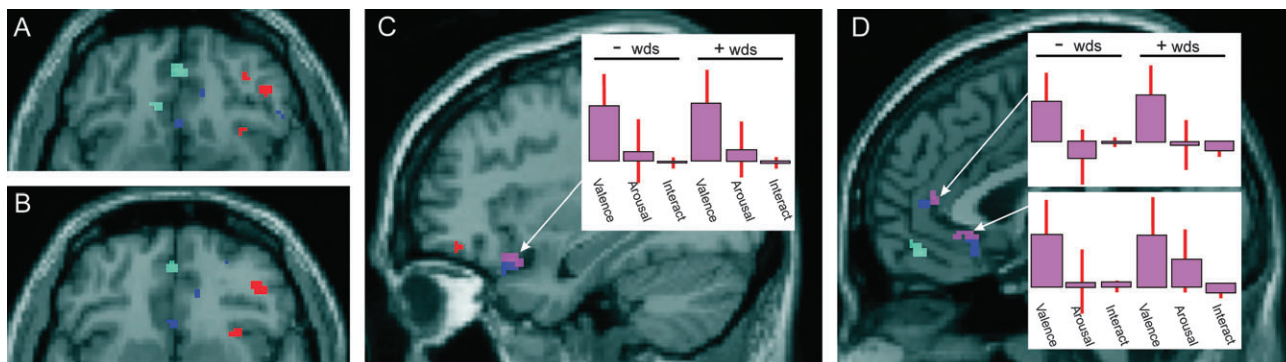 A
B
C
- wds + wds
Valence Arousal Interact Valence Arousal Interact
D
- wds + wds
Valence Arousal Interact Valence Arousal Interact